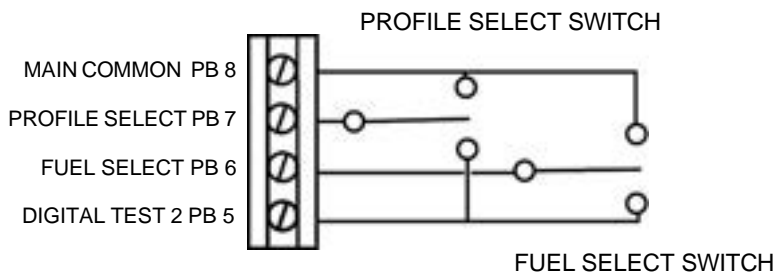 PROFILE SELECT SWITCH
MAIN COMMON PB 8
PROFILE SELECT PB 7
FUEL SELECT PB 6
DIGITAL TEST 2 PB 5
FUEL SELECT SWITCH